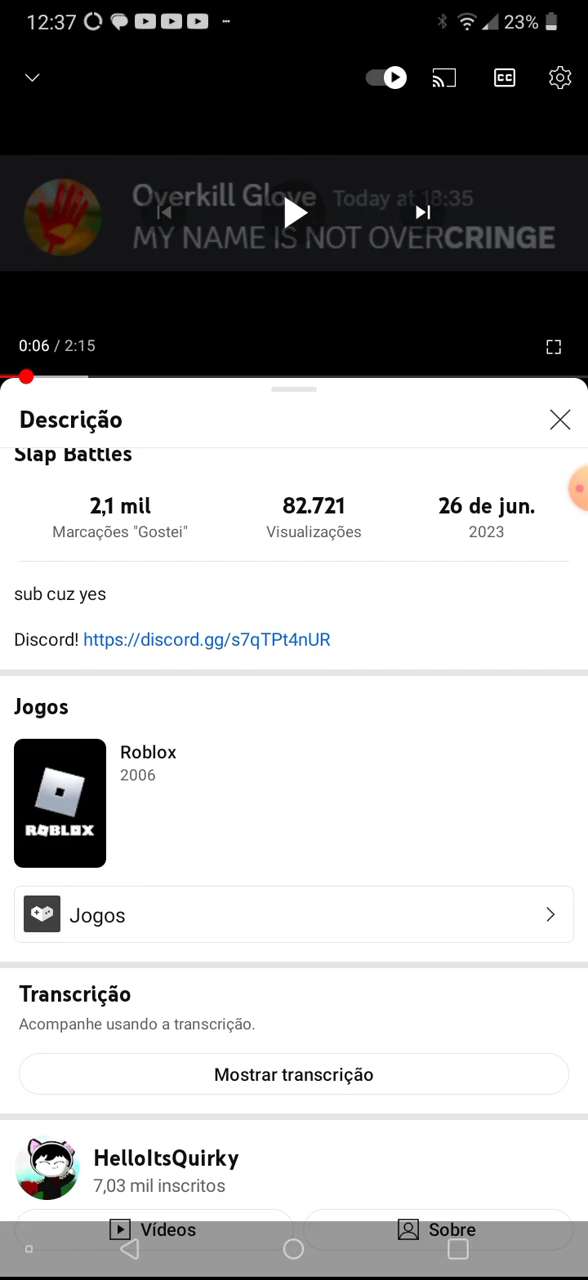 12:37
23%
Overkill Glove Today at 18:35
MY NAME IS NOT OVERCRINGE
0:06 / 2:15
Descrição
Slap Battles
2,1 mil 82.721 26 de jun.
Marcações "Gostei" Visualizações 2023
sub cuz yes
Discord! https://discord.gg/s7qTPt4nUR
Jogos
Roblox
2006
ROBLOX
Jogos
Transcrição
Acompanhe usando a transcrição.
Mostrar transcrição
HelloItsQuirky
7,03 mil inscritos
Vídeos Sobre